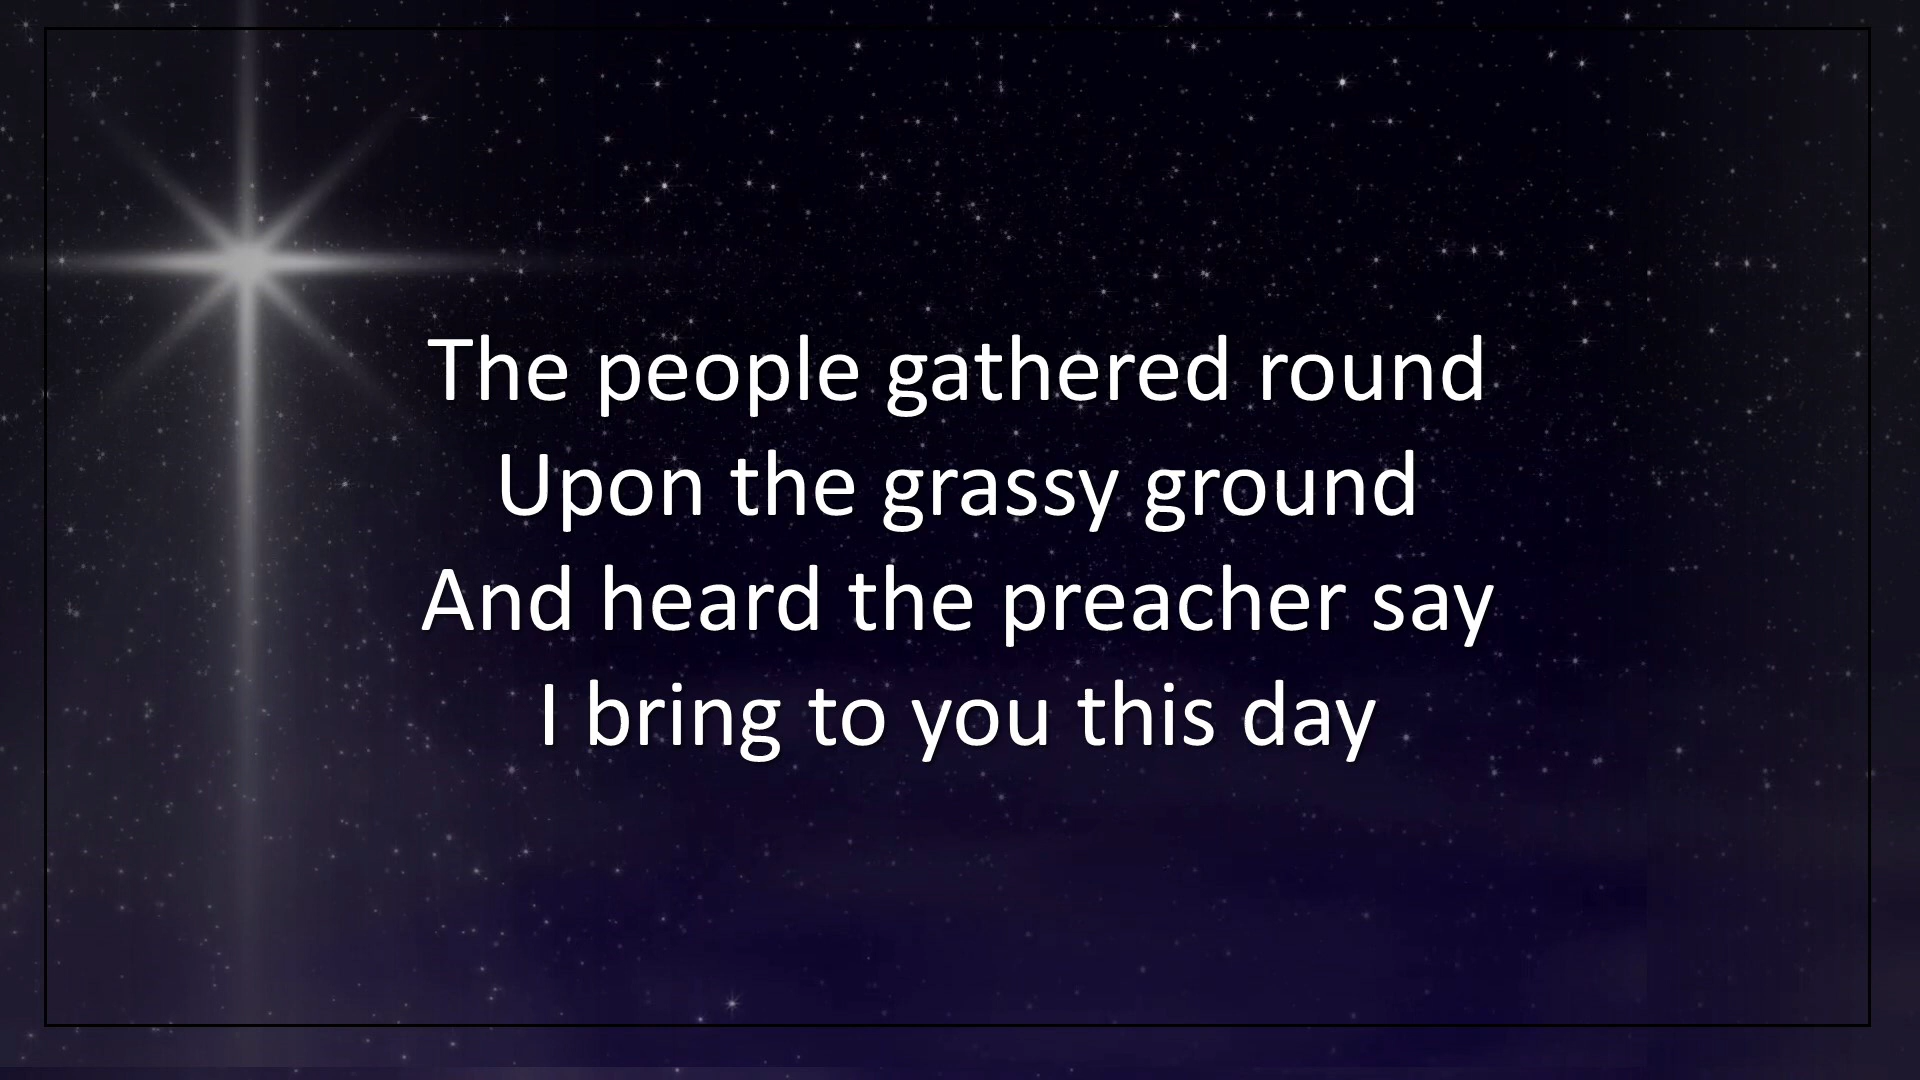 The people gathered round
Upon the grassy ground
And heard the preacher say
I bring to you this day